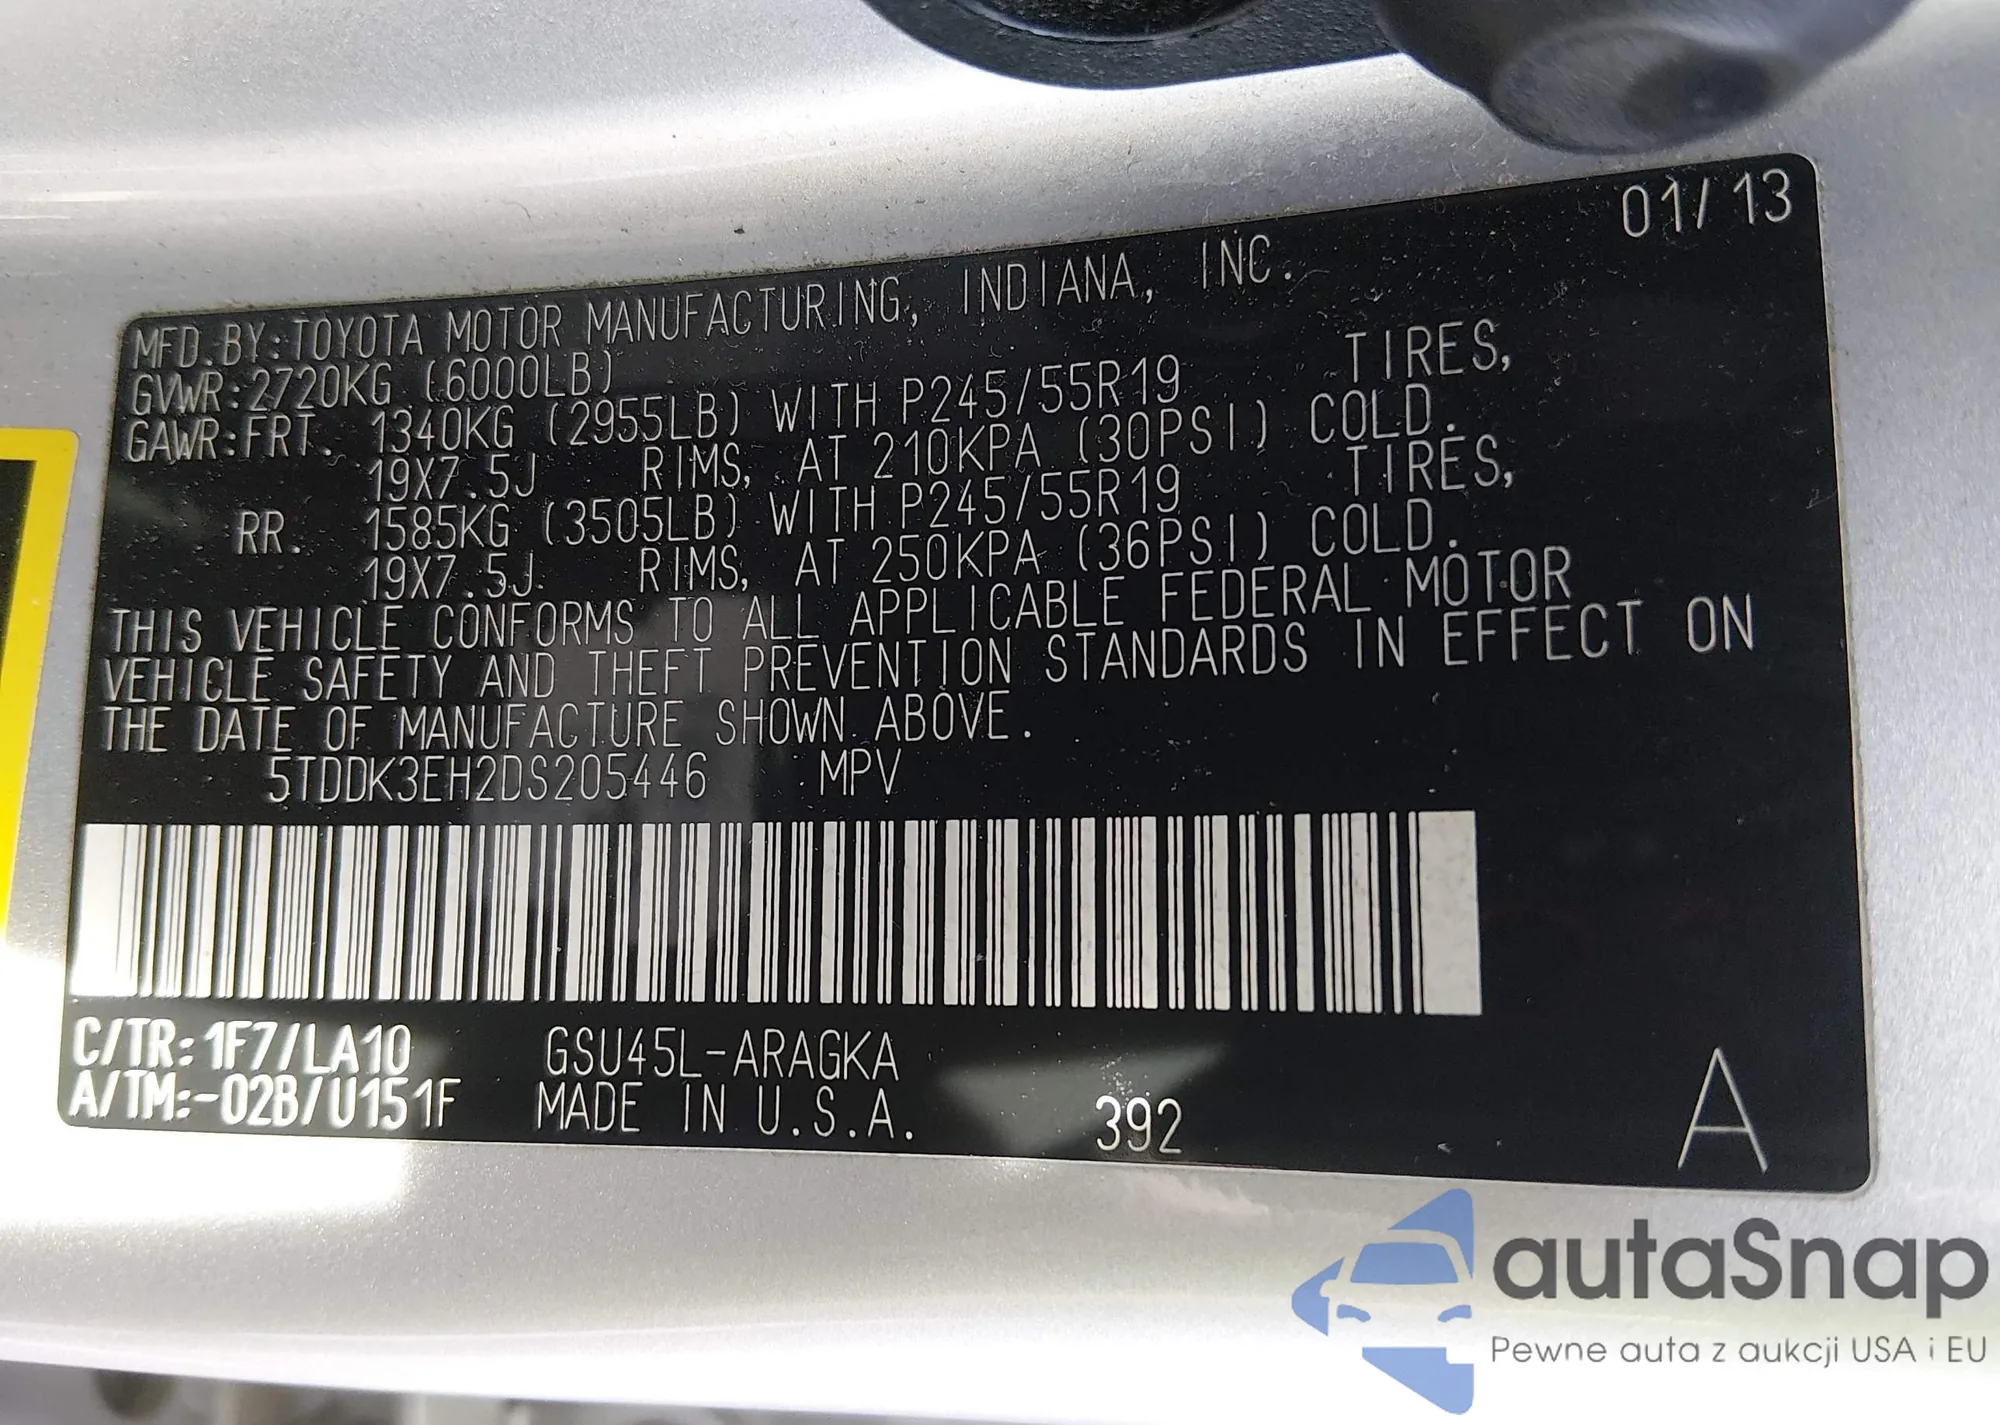 01/13
MFD.BY:TOYOTA MOTOR MANUFACTURING, INDIANA, INC.
GVWR:2720KG (6000LB)
GAWR:FRT. 1340KG (2955LB) WITH P245/55R19 TIRES,
19X7.5J RIMS, AT 210KPA (30PSI) COLD.
RR. 1585KG (3505LB) WITH P245/55R19 TIRES,
19X7.5J RIMS, AT 250KPA (36PSI) COLD.
THIS VEHICLE CONFORMS TO ALL APPLICABLE FEDERAL MOTOR
VEHICLE SAFETY AND THEFT PREVENTION STANDARDS IN EFFECT ON
THE DATE OF MANUFACTURE SHOWN ABOVE.
5TDDK3EH2DS205446 MPV
C/TR:1F7/LA10 GSU45L-ARAGKA
A/TM:-02B/U151F MADE IN U.S.A. 392 A
autaSnap
Pewne auta z aukcji USA i EU